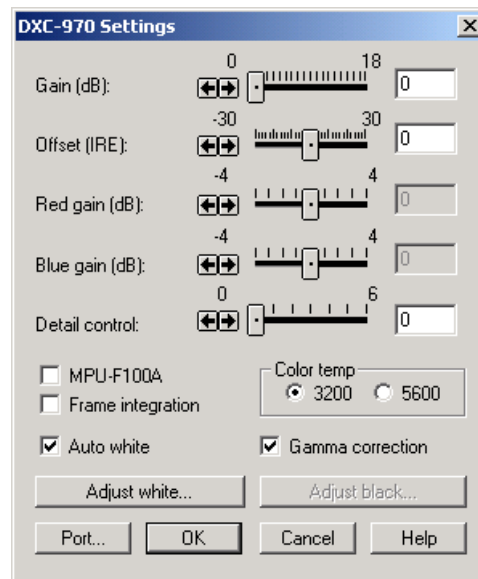 DXC-970 Settings
0 18
Gain (dB): 0
-30 30
Offset (IRE): 0
-4 4
Red gain (dB): 0
-4 4
Blue gain (dB): 0
0 6
Detail control: 0
MPU-F100A
Frame integration
Color temp
3200 5600
Auto white Gamma correction
Adjust white... Adjust black...
Port... OK Cancel Help